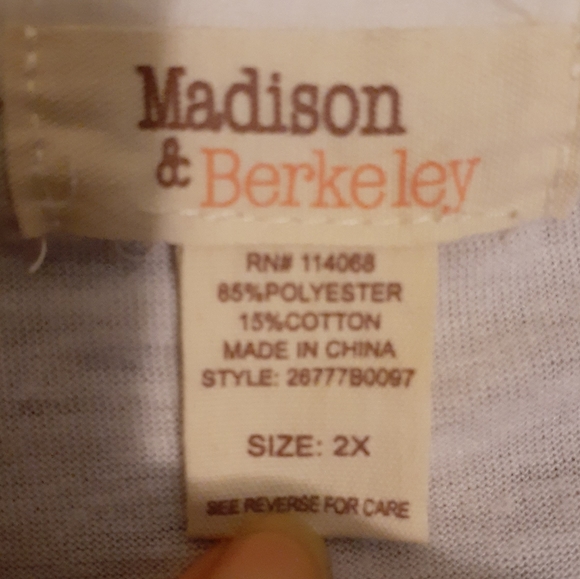 Madison
& Berkeley
RN# 114068
85%POLYESTER
15%COTTON
MADE IN CHINA
STYLE: 26777B0097
SIZE: 2X
SEE REVERSE FOR CARE